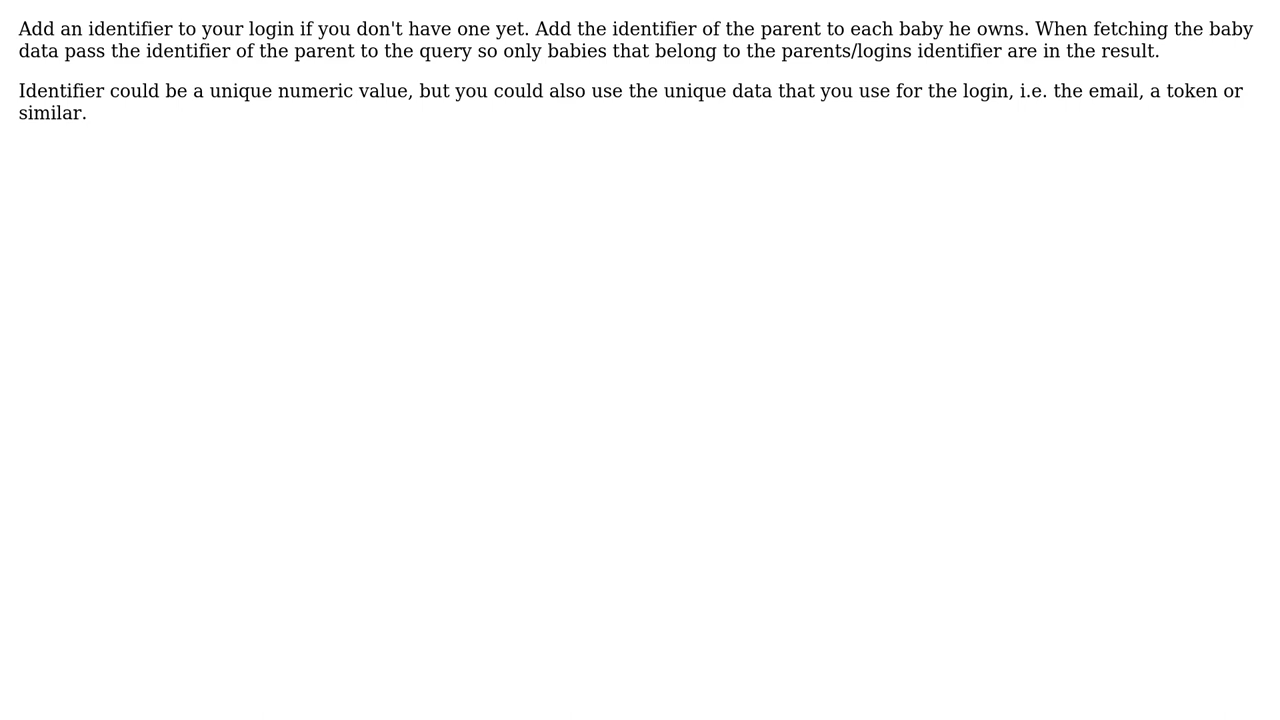 Add an identifier to your login if you don't have one yet. Add the identifier of the parent to each baby he owns. When fetching the baby
data pass the identifier of the parent to the query so only babies that belong to the parents/logins identifier are in the result.
Identifier could be a unique numeric value, but you could also use the unique data that you use for the login, i.e. the email, a token or
similar.